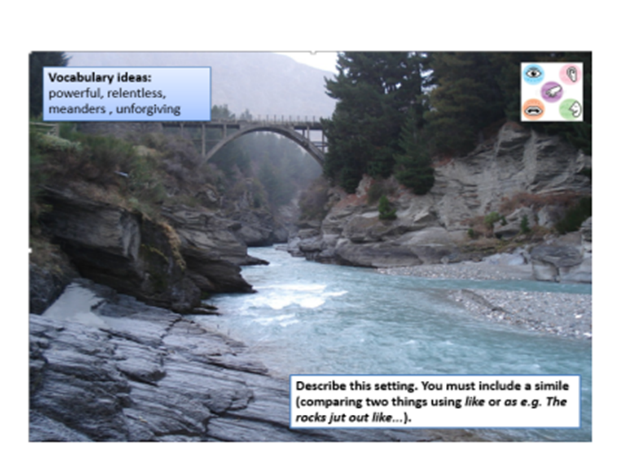 Vocabulary ideas:
powerful, relentless,
meanders , unforgiving
Describe this setting. You must include a simile
(comparing two things using like or as e.g. The
rocks jut out like...).